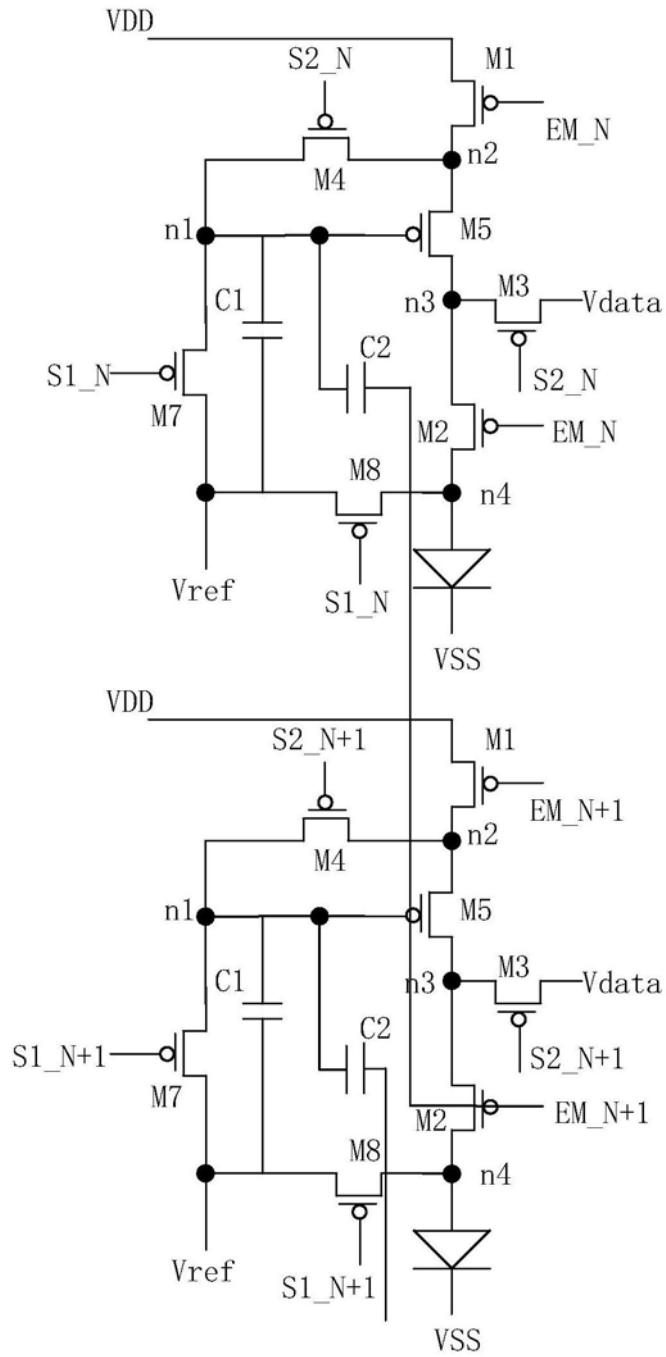 VDD
S2_N
M1
EM_N
n2
M4
n1
M5
C1
n3
M3
Vdata
C2
S1_N
S2_N
M7
M2
EM_N
M8
n4
Vref
S1_N
VSS
VDD
S2_N+1
M1
EM_N+1
n2
M4
n1
M5
C1
n3
M3
Vdata
C2
S1_N+1
S2_N+1
M7
M2
EM_N+1
M8
n4
Vref
S1_N+1
VSS